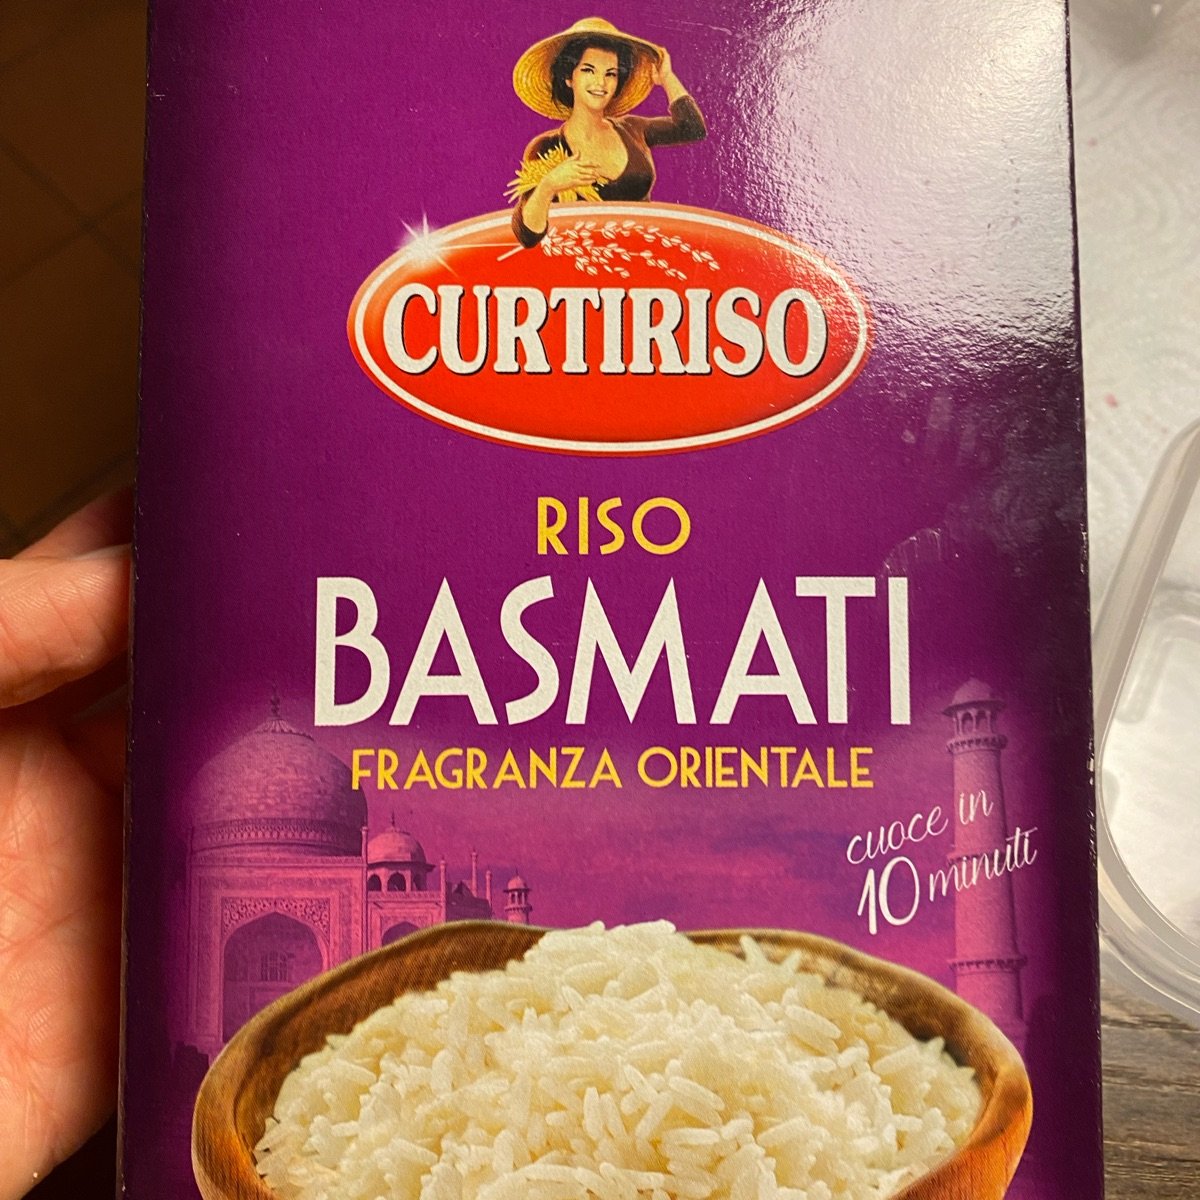 CURTIRISO
RISO
BASMATI
FRAGRANZA ORIENTALE
cuoce in
10 minuti